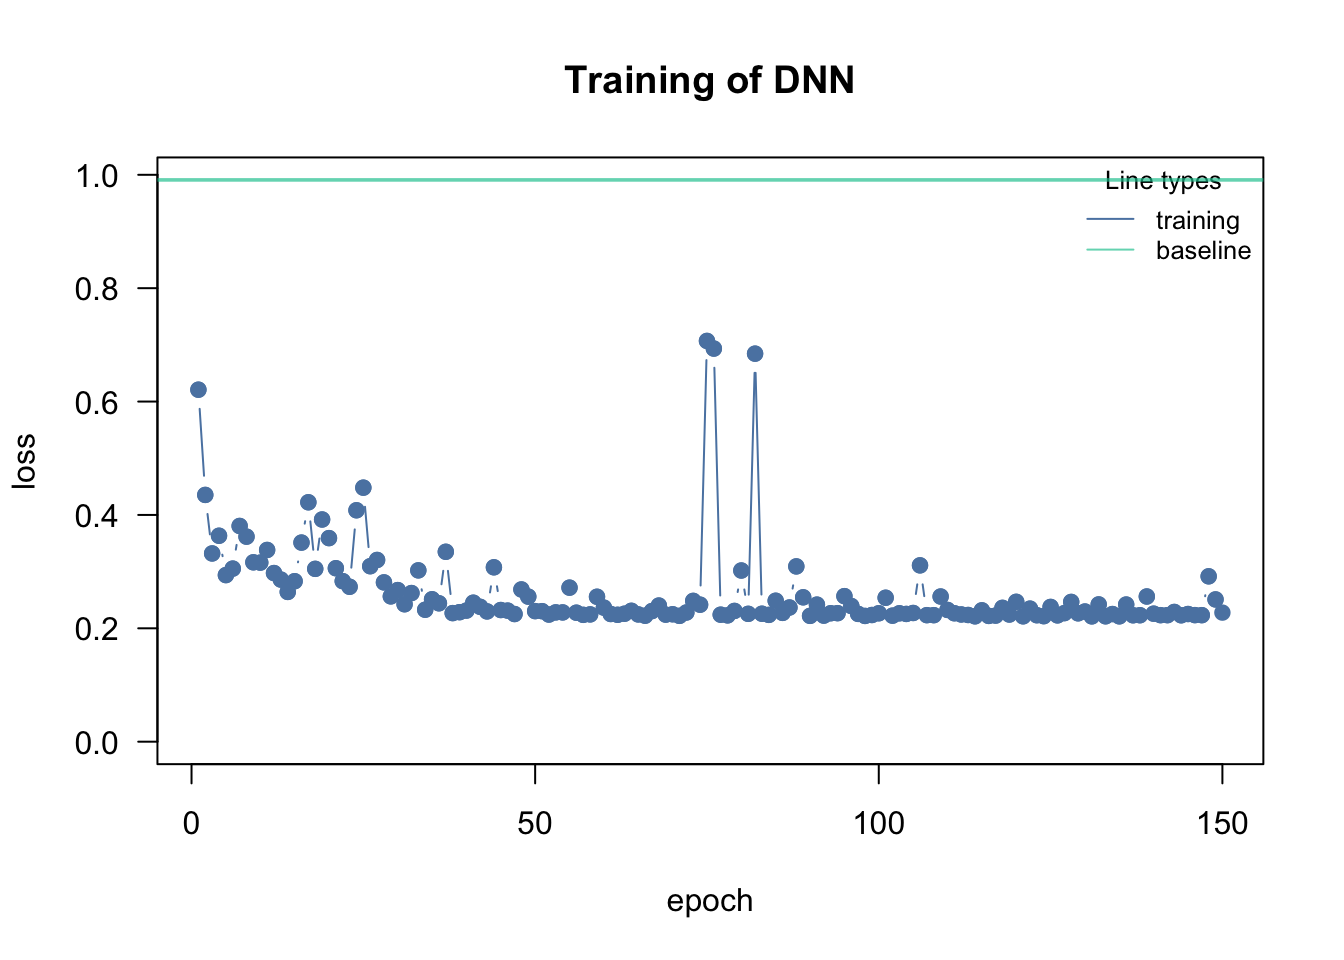 Training of DNN
1.0
0.8
0.6
0.4
0.2
0.0
loss
Line types
training
baseline
0 50 100 150
epoch